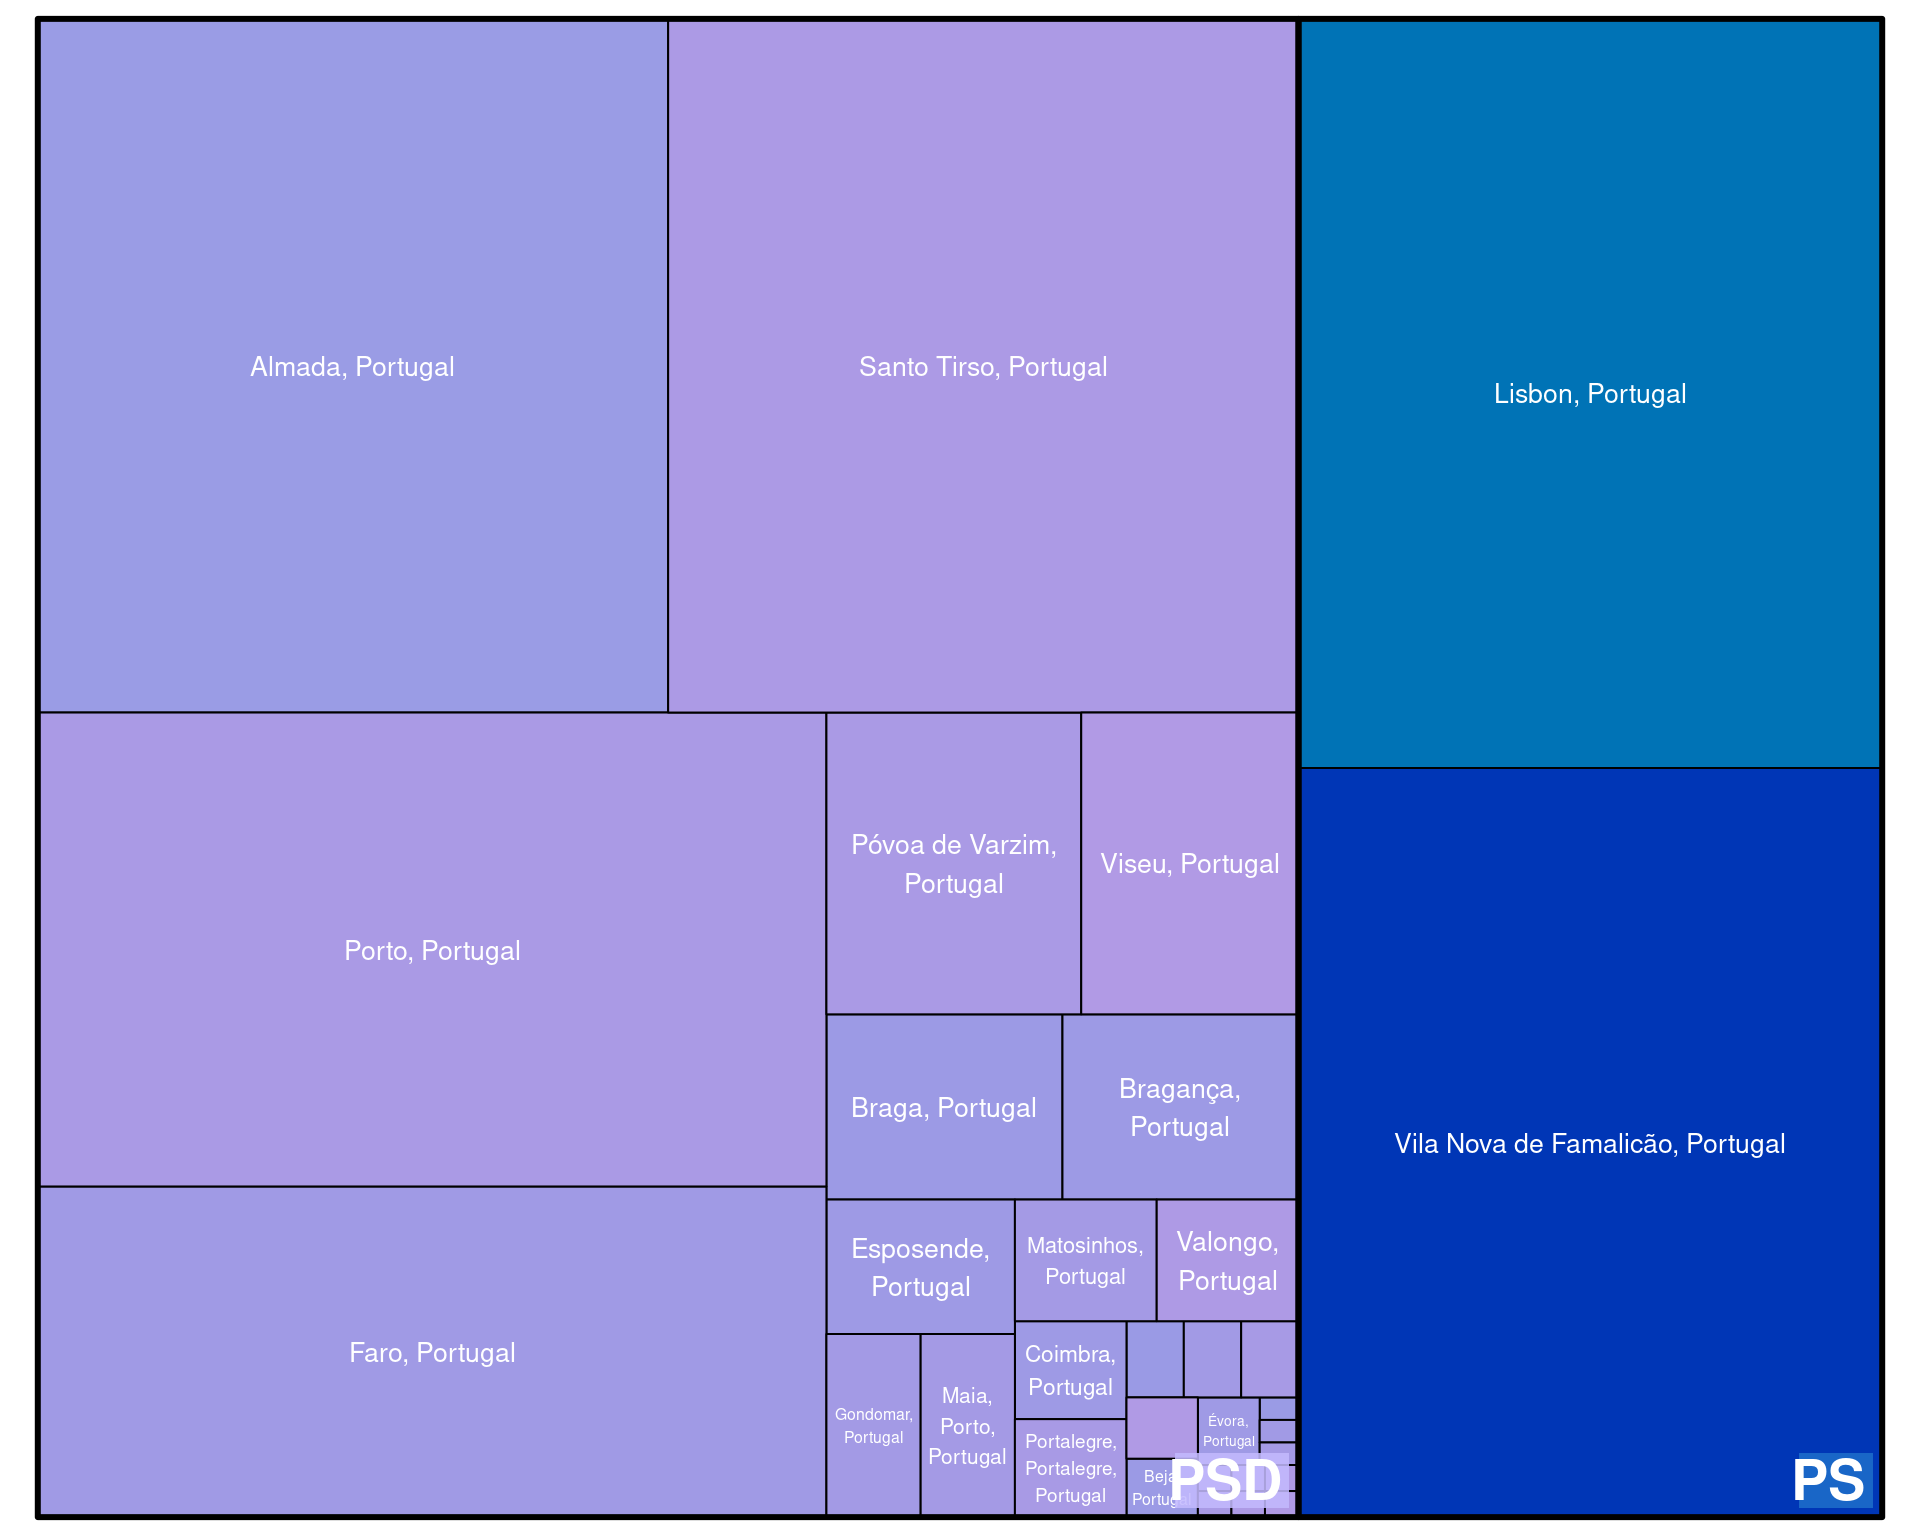 Almada, Portugal
Santo Tirso, Portugal
Lisbon, Portugal
Porto, Portugal
Póvoa de Varzim,
Portugal
Viseu, Portugal
Braga, Portugal
Bragança,
Portugal
Vila Nova de Famalicão, Portugal
Faro, Portugal
Esposende,
Portugal
Matosinhos,
Portugal
Valongo,
Portugal
Gondomar,
Portugal
Maia,
Porto,
Portugal
Coimbra,
Portugal
Portalegre,
Portalegre,
Portugal
Évora,
Portugal
Beja
Portugal
PSD
PS